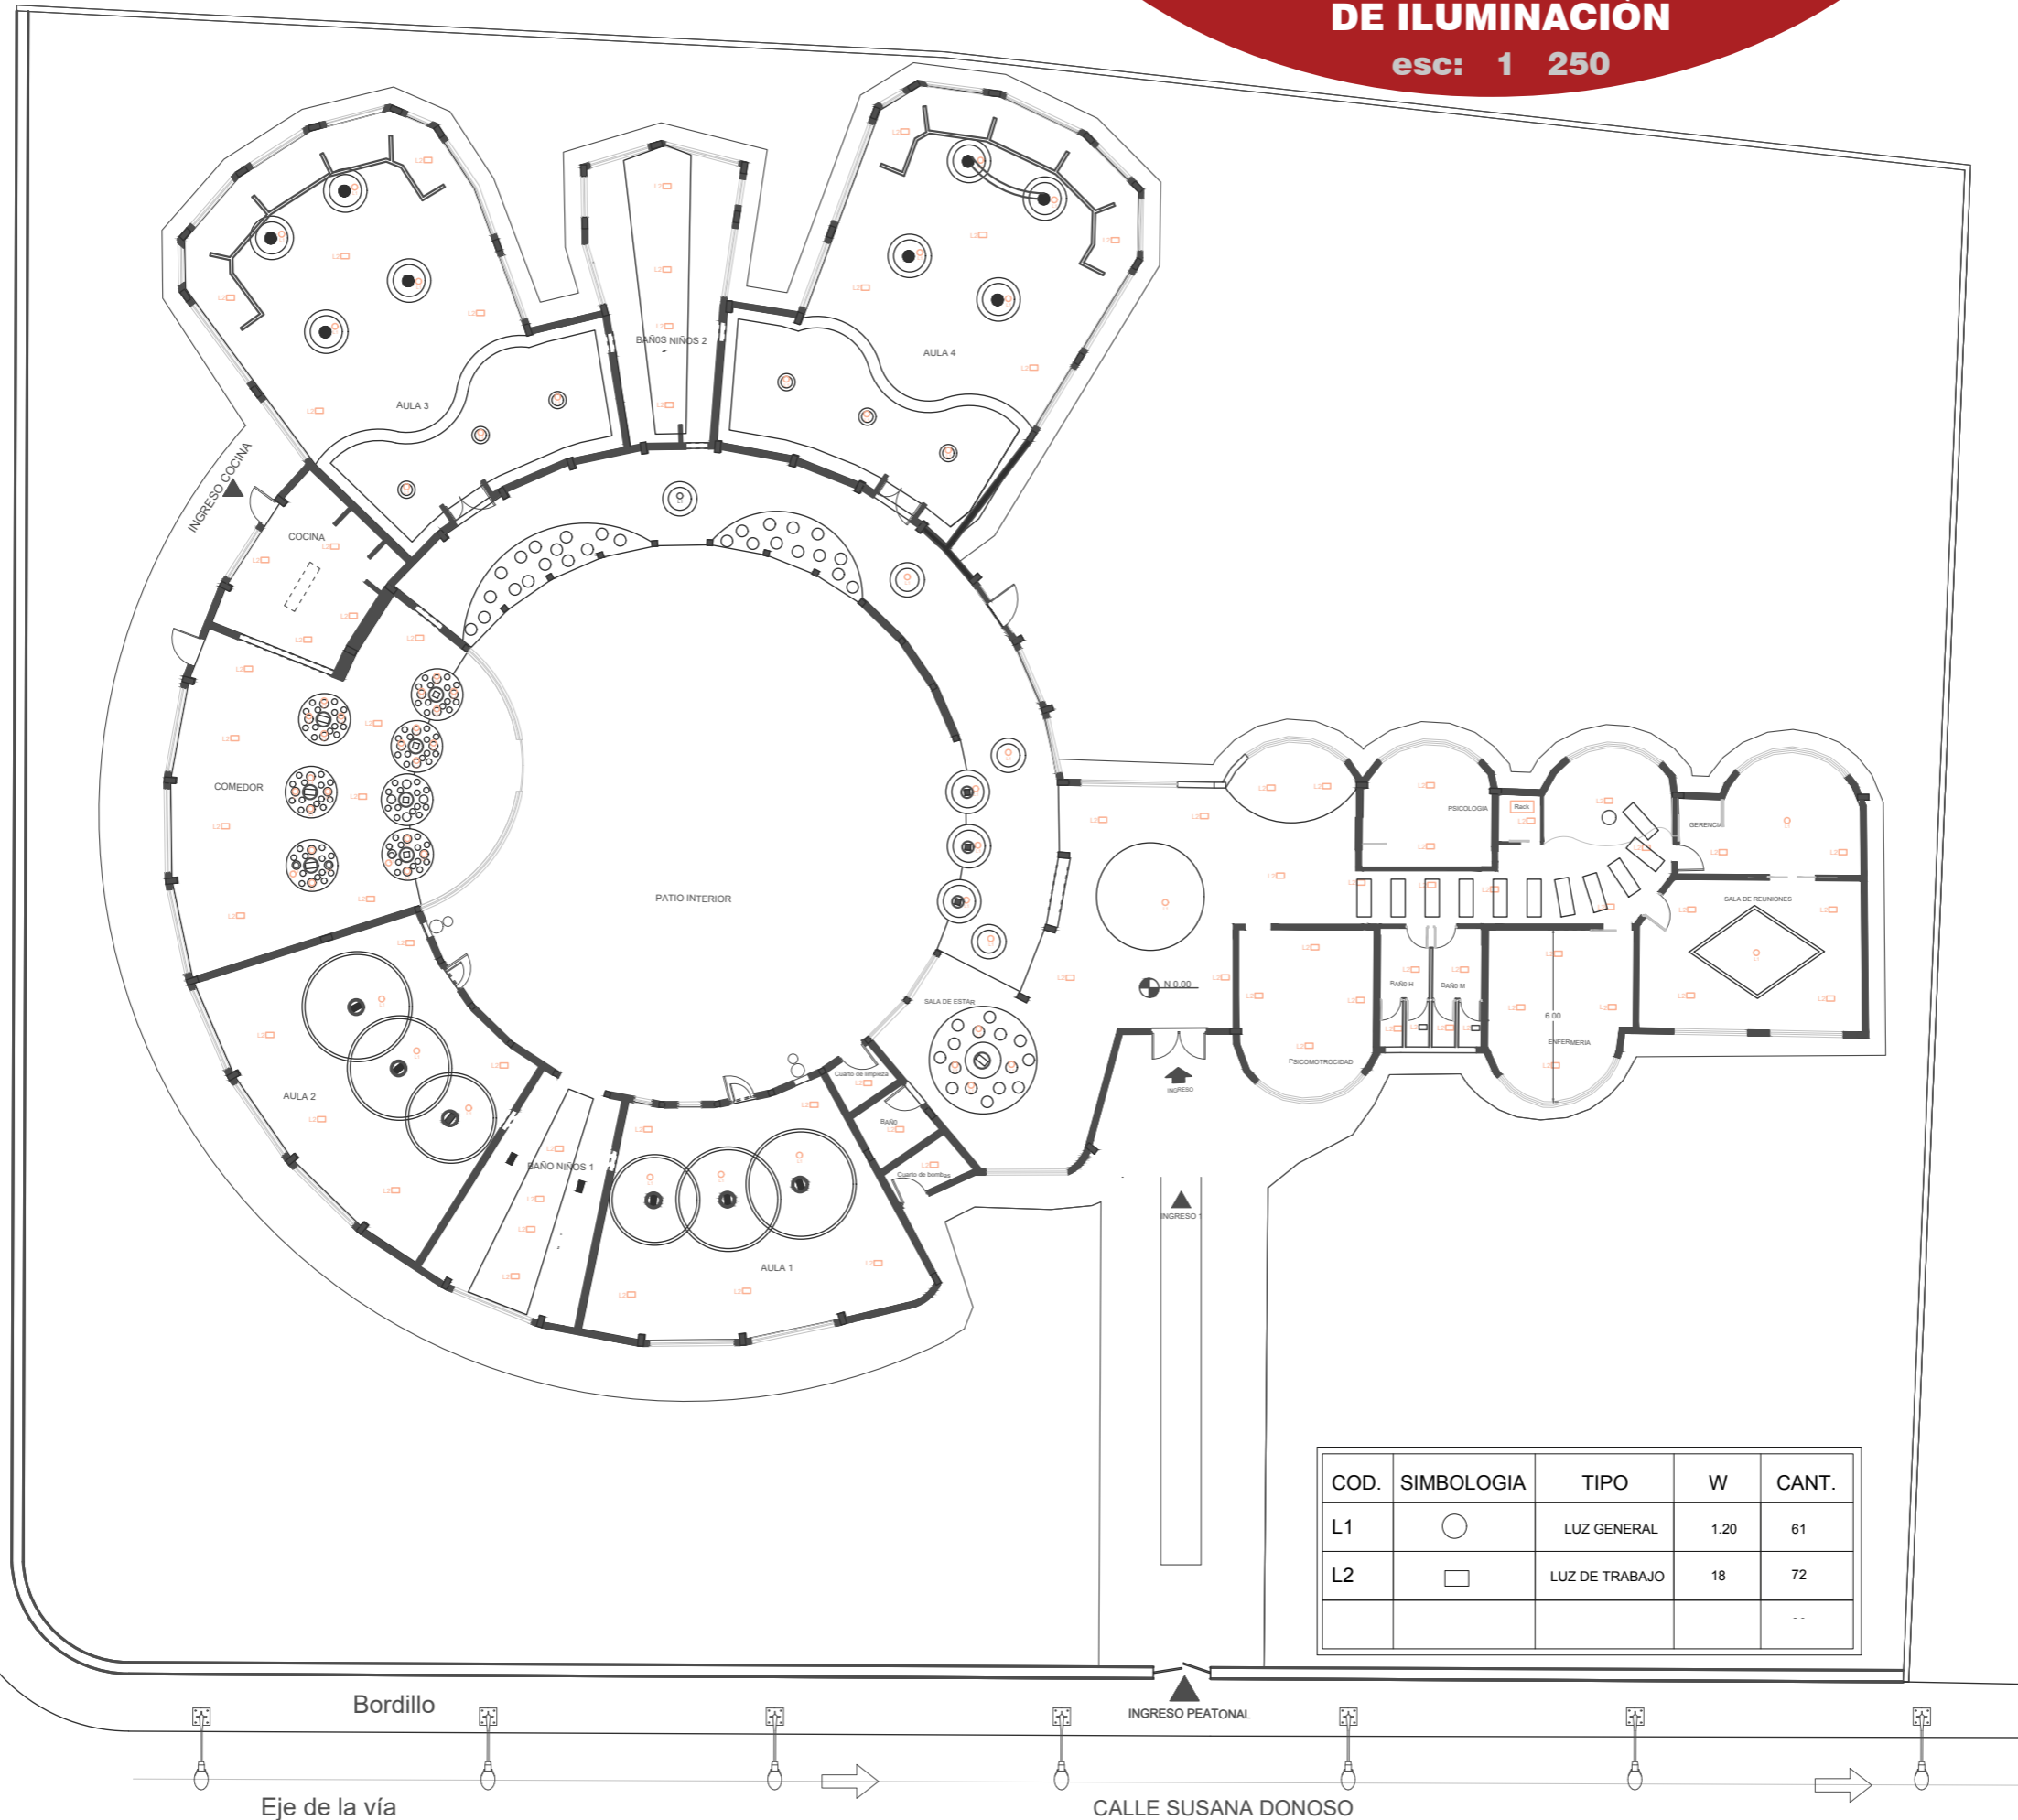 DE ILUMINACIÓN
esc: 1 250
BAÑOS NIÑOS 2
AULA 4
AULA 3
INGRESO COCINA
COCINA
COMEDOR
PATIO INTERIOR
PSICOLOGIA
Rack
GERENCIA
SALA DE REUNIONES
SALA DE ESTAR
N 0.00
BAÑO H
BAÑO M
6.00
ENFERMERIA
PSICOMOTROCIDAD
INGRESO
Cuarto de limpieza
AULA 2
BAÑO
BAÑO NIÑOS 1
Cuarto de bombas
INGRESO 1
AULA 1
COD. SIMBOLOGIA TIPO W CANT.
L1 LUZ GENERAL 1.20 61
L2 LUZ DE TRABAJO 18 72
- -
Bordillo
INGRESO PEATONAL
Eje de la vía
CALLE SUSANA DONOSO